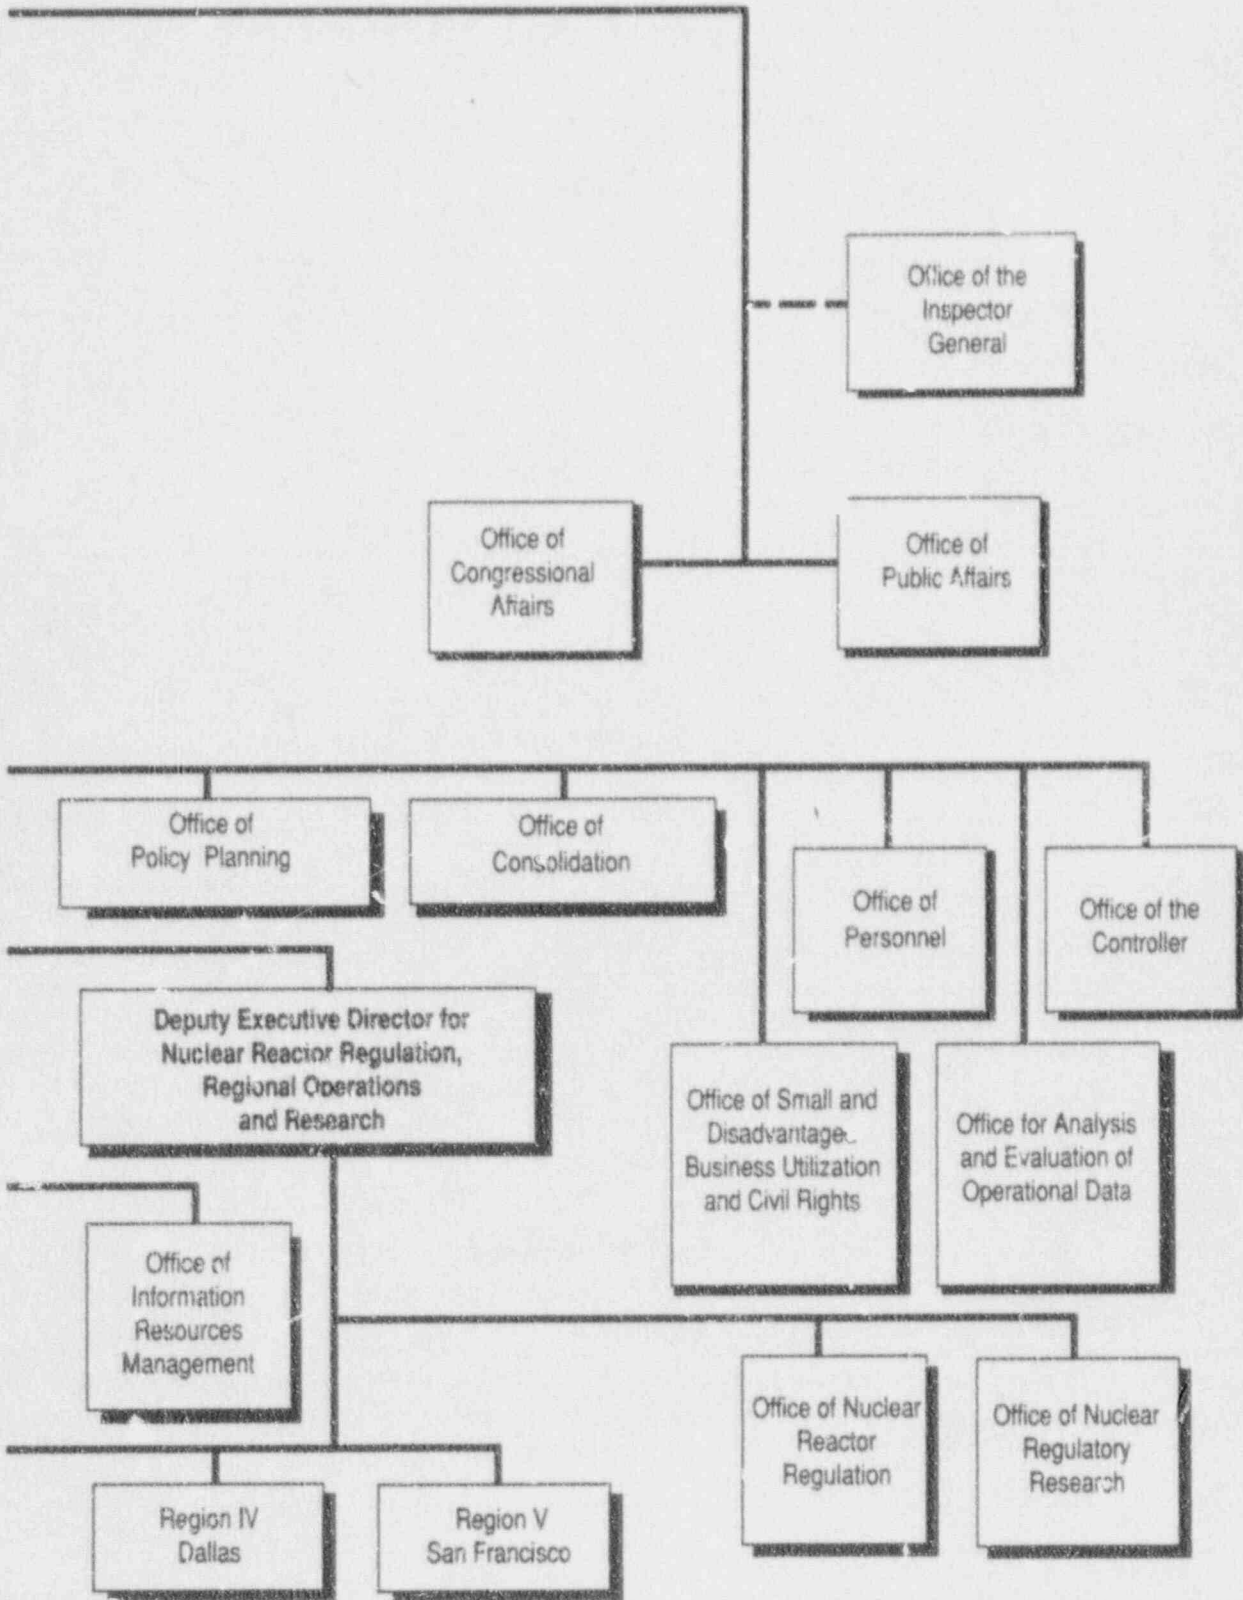 Office of the
Inspector
General
Office of
Congressional
Affairs
Office of
Public Affairs
Office of
Policy Planning
Office of
Consolidation
Office of
Personnel
Office of the
Controller
Deputy Executive Director for
Nuclear Reactor Regulation,
Regional Operations
and Research
Office of Small and
Disadvantage
Business Utilization
and Civil Rights
Office for Analysis
and Evaluation of
Operational Data
Office of
Information
Resources
Management
Office of Nuclear
Reactor
Regulation
Office of Nuclear
Regulatory
Research
Region IV
Dallas
Region V
San Francisco